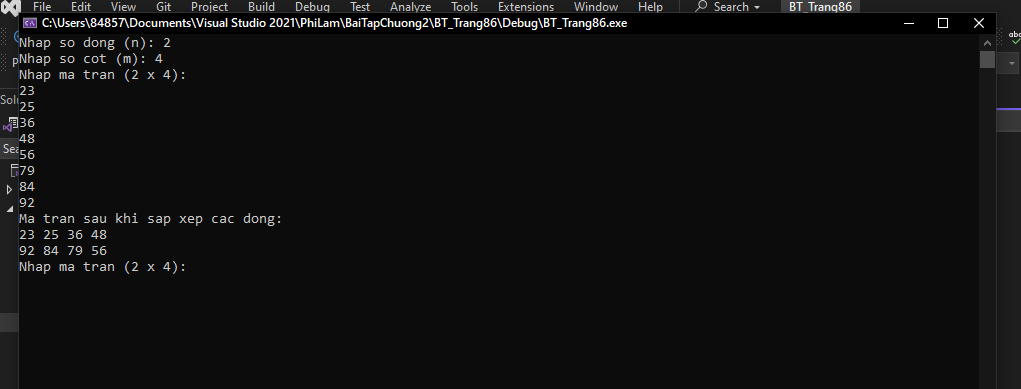 File Edit View Git Project Build Debug Test Analyze Tools Extensions Window Help Search BT_Trang86
C:\Users\84857\Documents\Visual Studio 2021\PhiLam\BaiTapChuong2\BT_Trang86\Debug\BT_Trang86.exe
Nhap so dong (n): 2
Nhap so cot (m): 4
Nhap ma tran (2 x 4):
23
25
36
48
56
79
84
92
Ma tran sau khi sap xep cac dong:
23 25 36 48
92 84 79 56
Nhap ma tran (2 x 4):